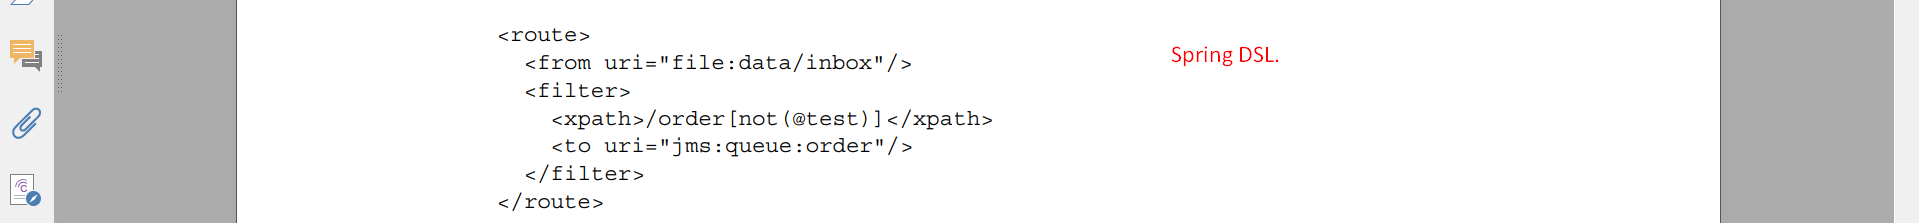 <route>
  <from uri="file:data/inbox"/>
  <filter>
    <xpath>/order[not(@test)]</xpath>
    <to uri="jms:queue:order"/>
  </filter>
</route>
Spring DSL.